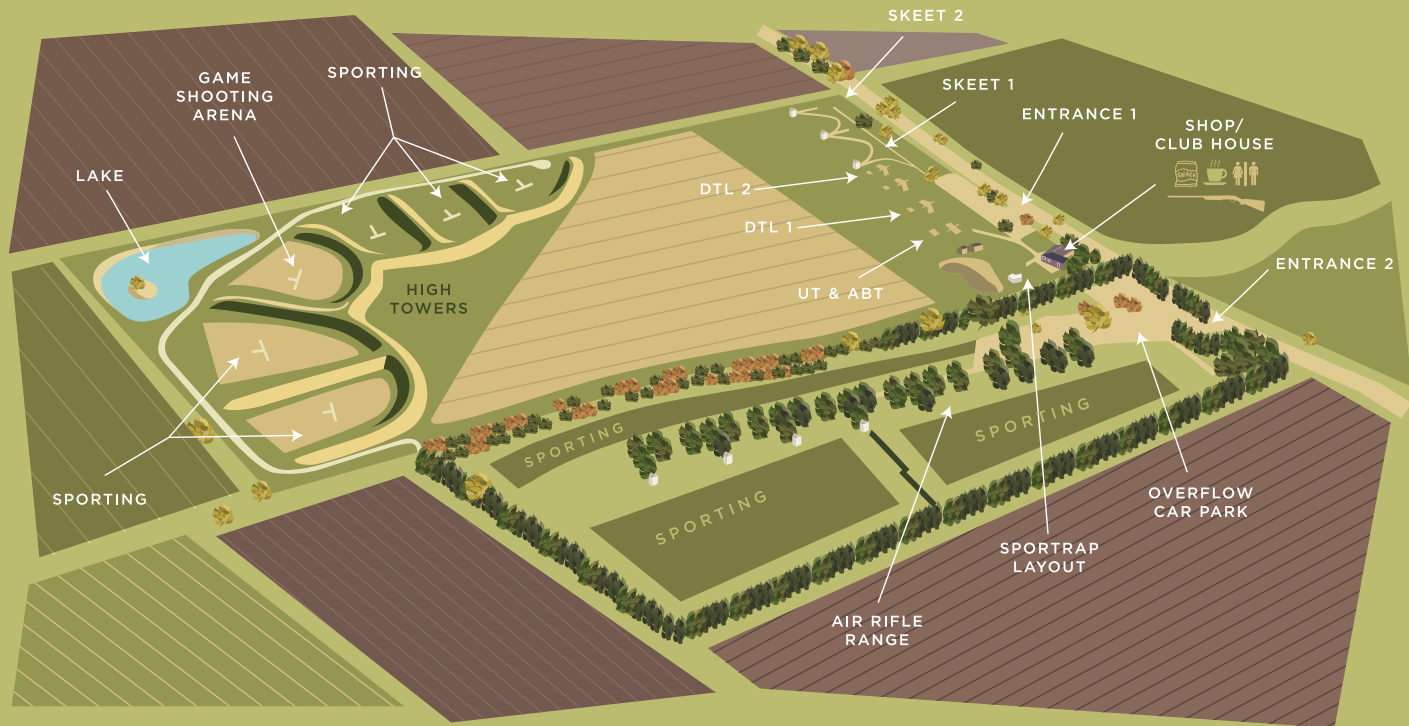 SKEET 2
SPORTING
GAME
SHOOTING
ARENA
SKEET 1
ENTRANCE 1
SHOP/
CLUB HOUSE
SNACK
LAKE
DTL 2
DTL 1
ENTRANCE 2
UT & ABT
HIGH
TOWERS
SPORTING
SPORTING
SPORTING
SPORTING
OVERFLOW
CAR PARK
SPORTRAP
LAYOUT
AIR RIFLE
RANGE